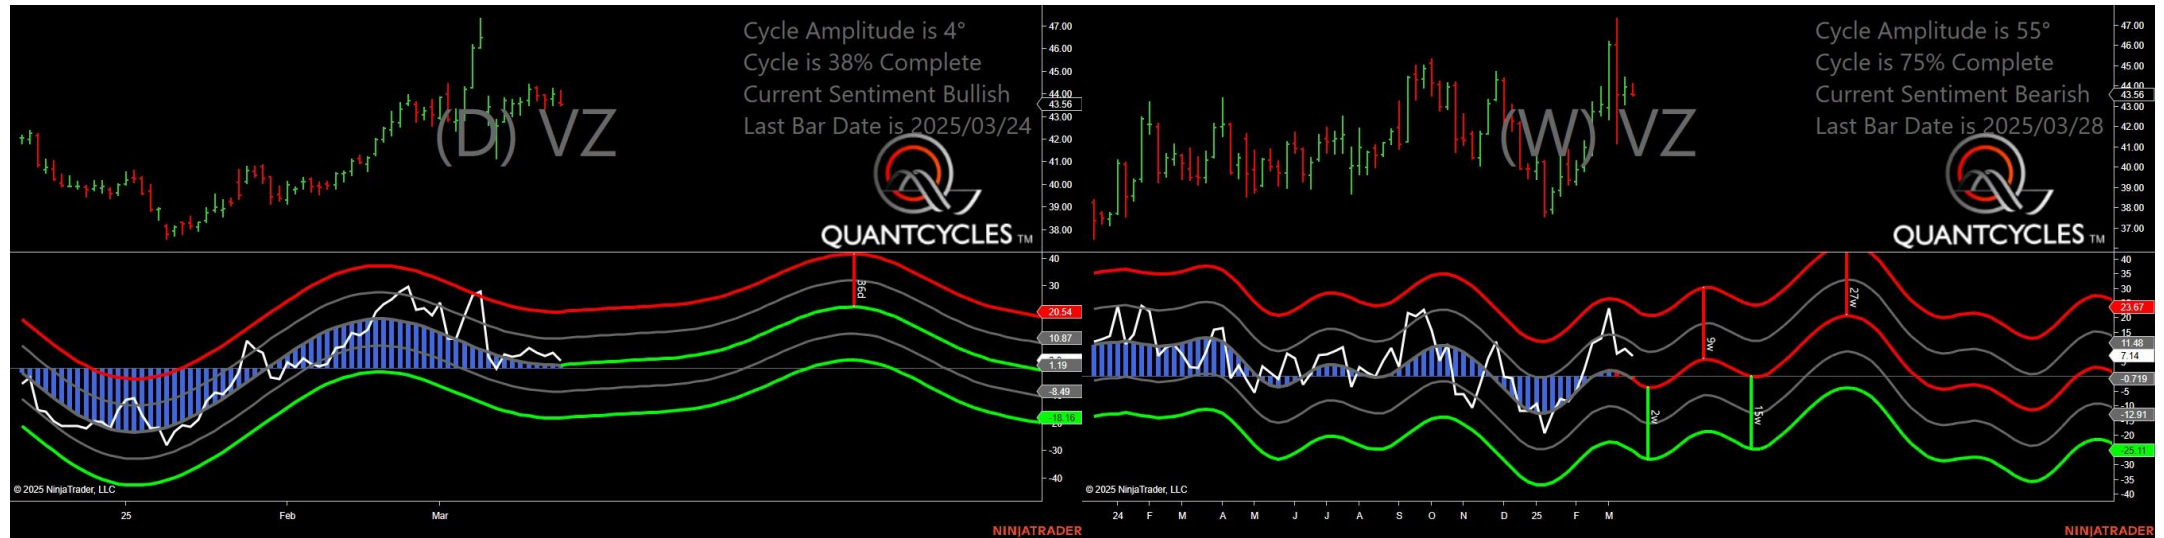 Cycle Amplitude is 4°
Cycle is 38% Complete
Current Sentiment Bullish
Last Bar Date is 2025/03/24
(D) VZ
QUANTCYCLES TM
47.00
46.00
45.00
44.00
43.56
43.00
42.00
41.00
40.00
39.00
38.00
36d
40
30
20.54
10.87
1.19
-8.49
-18.16
-30
-40
© 2025 NinjaTrader, LLC
25 Feb Mar
NINJATRADER
Cycle Amplitude is 55°
Cycle is 75% Complete
Current Sentiment Bearish
Last Bar Date is 2025/03/28
(W) VZ
QUANTCYCLES TM
47.00
46.00
45.00
44.00
43.56
43.00
42.00
41.00
40.00
39.00
38.00
37.00
2w
9w
15w
27w
40
35
30
23.67
20
15
11.48
7.14
-0.719
-5
-10
-12.91
-20
-25.11
-30
-35
-40
© 2025 NinjaTrader, LLC
24 F M A M J J A S O N D 25 F M
NINJATRADER